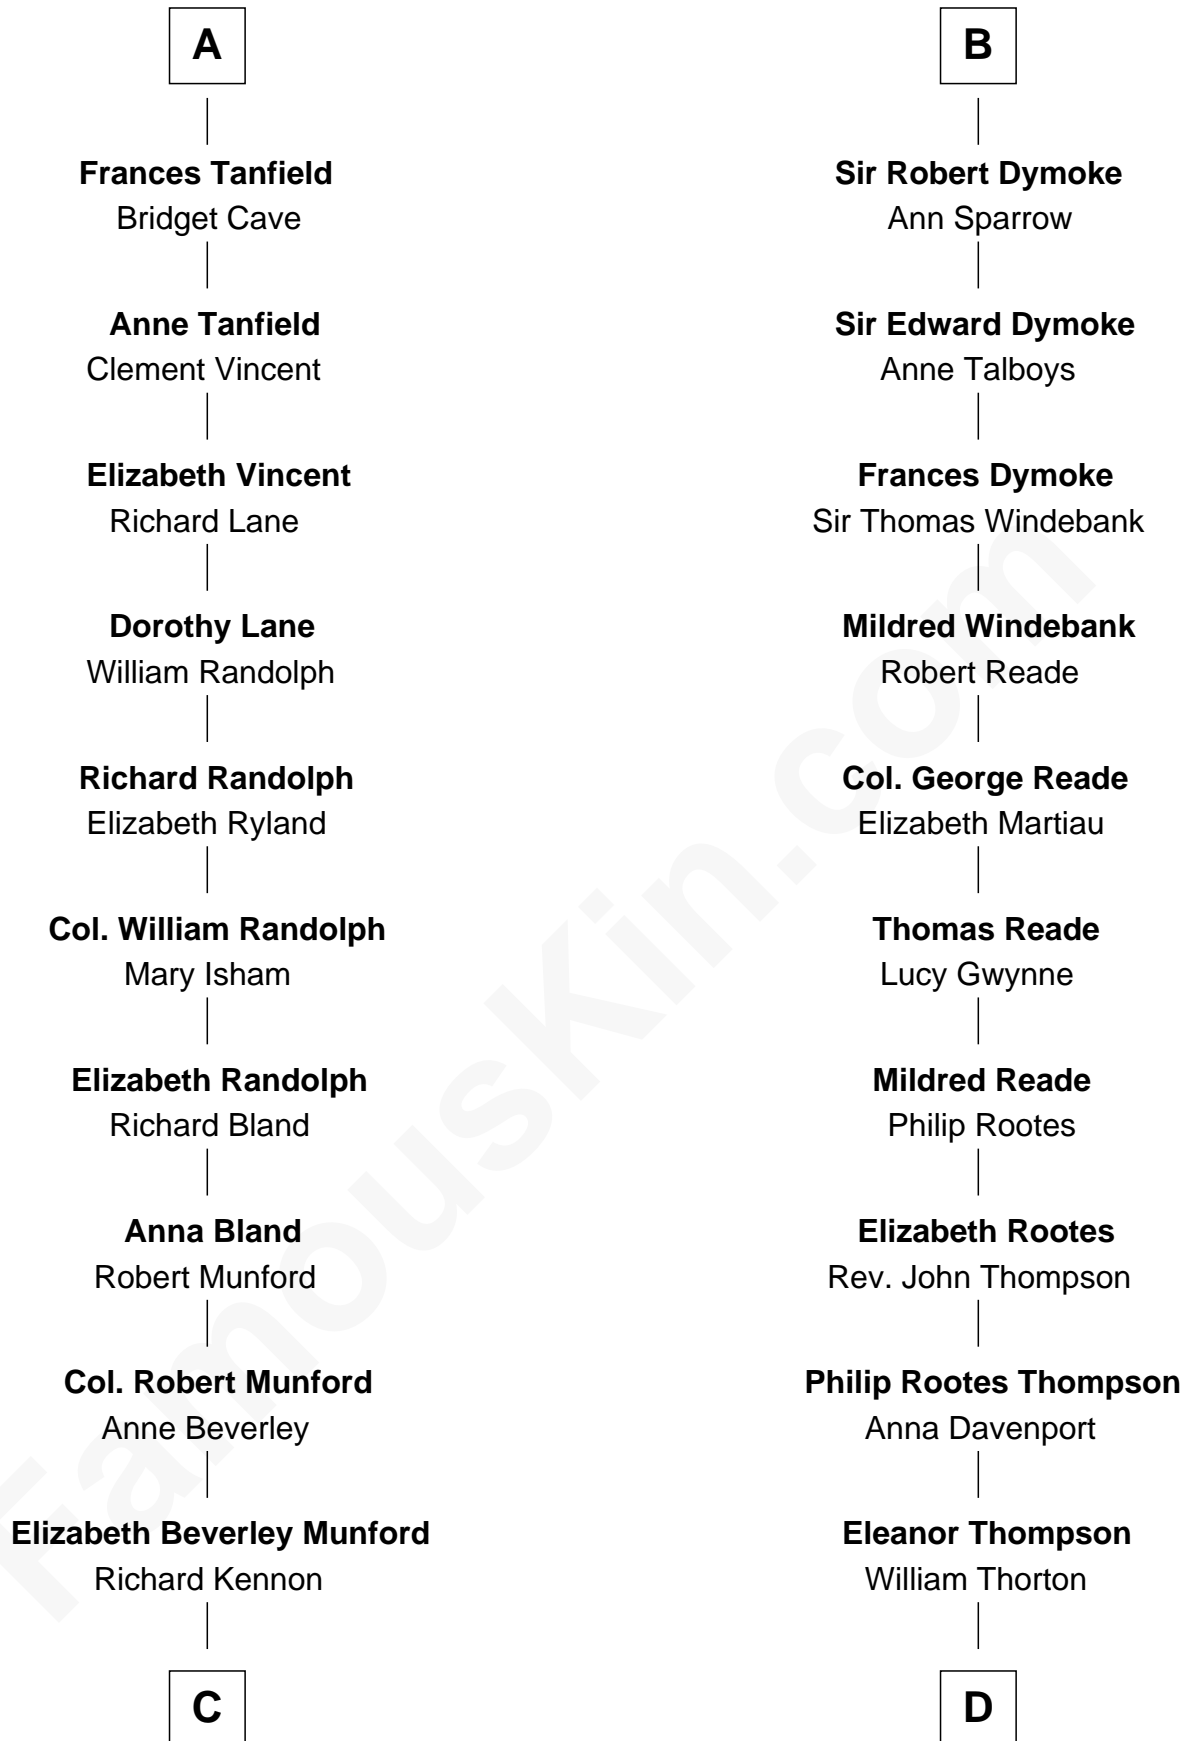 A
Frances Tanfield
Bridget Cave
Anne Tanfield
Clement Vincent
Elizabeth Vincent
Richard Lane
Dorothy Lane
William Randolph
Richard Randolph
Elizabeth Ryland
Col. William Randolph
Mary Isham
Elizabeth Randolph
Richard Bland
Anna Bland
Robert Munford
Col. Robert Munford
Anne Beverley
Elizabeth Beverley Munford
Richard Kennon
C
B
Sir Robert Dymoke
Ann Sparrow
Sir Edward Dymoke
Anne Talboys
Frances Dymoke
Sir Thomas Windebank
Mildred Windebank
Robert Reade
Col. George Reade
Elizabeth Martiau
Thomas Reade
Lucy Gwynne
Mildred Reade
Philip Rootes
Elizabeth Rootes
Rev. John Thompson
Philip Rootes Thompson
Anna Davenport
Eleanor Thompson
William Thorton
D
FamousKin.com